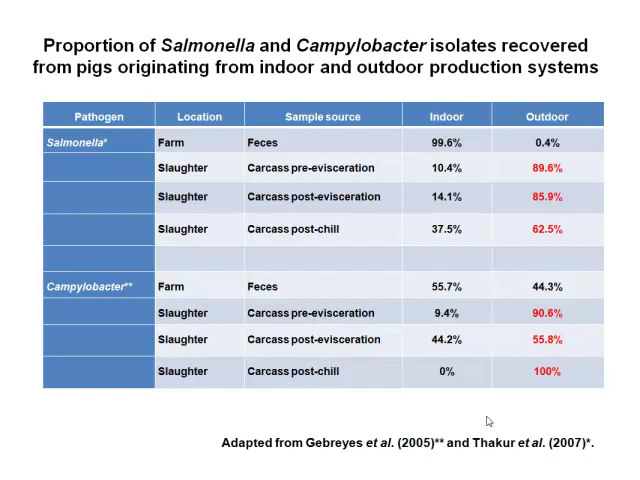 Proportion of Salmonella and Campylobacter isolates recovered
from pigs originating from indoor and outdoor production systems
Pathogen Location Sample source Indoor Outdoor
Salmonella* Farm Feces 99.6% 0.4%
Slaughter Carcass pre-evisceration 10.4% 89.6%
Slaughter Carcass post-evisceration 14.1% 85.9%
Slaughter Carcass post-chill 37.5% 62.5%
Campylobacter** Farm Feces 55.7% 44.3%
Slaughter Carcass pre-evisceration 9.4% 90.6%
Slaughter Carcass post-evisceration 44.2% 55.8%
Slaughter Carcass post-chill 0% 100%
Adapted from Gebreyes et al. (2005)** and Thakur et al. (2007)*.